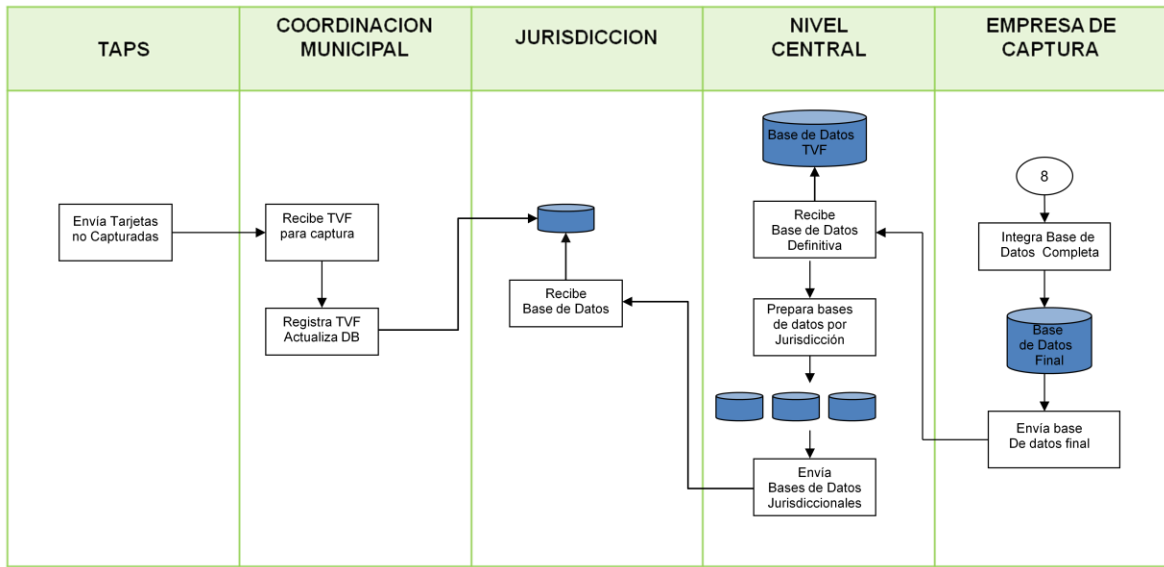 TAPS
COORDINACION
MUNICIPAL
JURISDICCION
NIVEL
CENTRAL
EMPRESA DE
CAPTURA
Envía Tarjetas
no Capturadas
Recibe TVF
para captura
Registra TVF
Actualiza DB
Recibe
Base de Datos
Base de Datos
TVF
Recibe
Base de Datos
Definitiva
Prepara bases
de datos por
Jurisdicción
Envía
Bases de Datos
Jurisdiccionales
8
Integra Base de
Datos Completa
Base
de Datos
Final
Envía base
De datos final